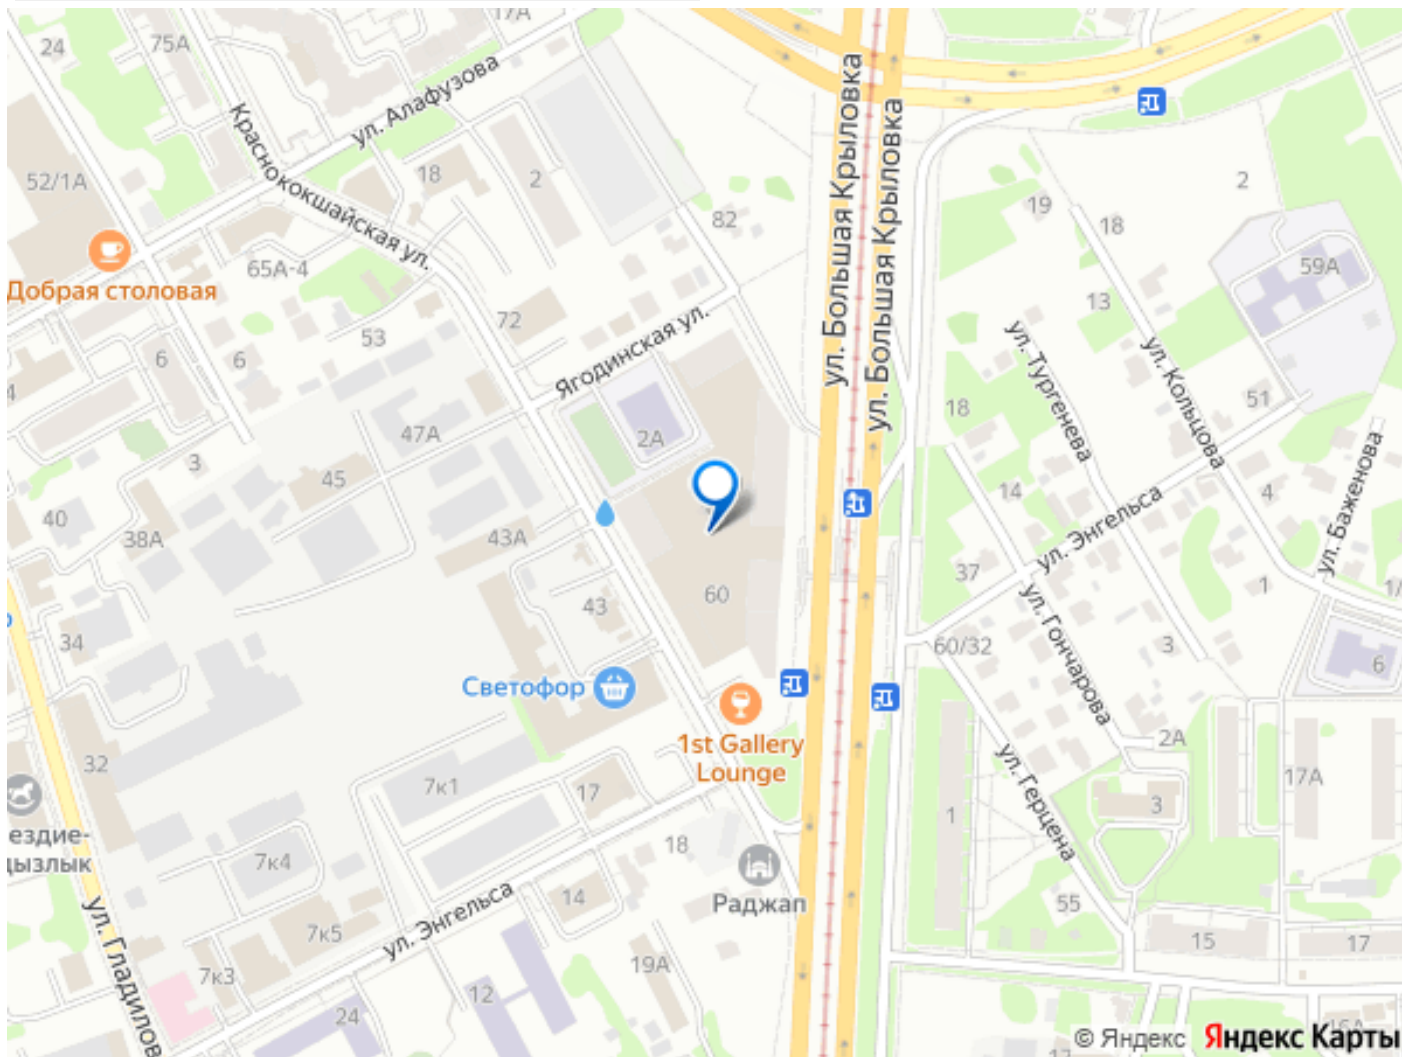 17А
75А
24
ул. Алафузова
Краснококшайская ул.
52/1А
18
2
82
ул. Большая Крыловка
ул. Большая Крыловка
19
18
2
59А
65А-4
Добрая столовая
53
72
6
6
Ягодинская ул.
13
ул. Тургенева
ул. Кольцова
51
18
47А
2А
3
45
40
38А
43А
14
4
ул. Энгельса
ул. Баженова
37
43
60
1
34
60/32
3
ул. Гончарова
6
Светофор
1st Gallery
Lounge
2А
32
7к1
17
ул. Герцена
17А
3
1
ездие-
7к4
18
Раджап
14
ул. Энгельса
ул. Гладилов
55
7к5
15
17
7к3
19А
12
24
© Яндекс Яндекс Карты